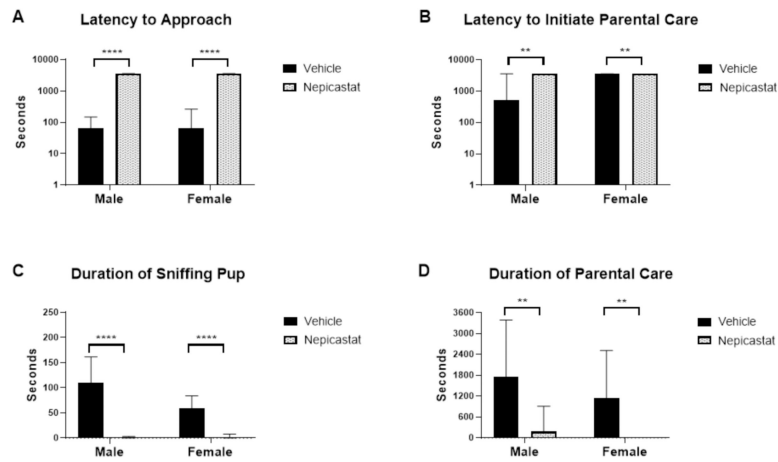 A
Latency to Approach
****
****
10000
1000
100
10
1
Seconds
Male
Female
Vehicle
Nepicastat
B
Latency to Initiate Parental Care
**
**
10000
1000
100
10
1
Seconds
Male
Female
Vehicle
Nepicastat
C
Duration of Sniffing Pup
250
200
150
100
50
0
Seconds
****
****
Male
Female
Vehicle
Nepicastat
D
Duration of Parental Care
3600
3000
2400
1800
1200
600
0
Seconds
**
**
Male
Female
Vehicle
Nepicastat